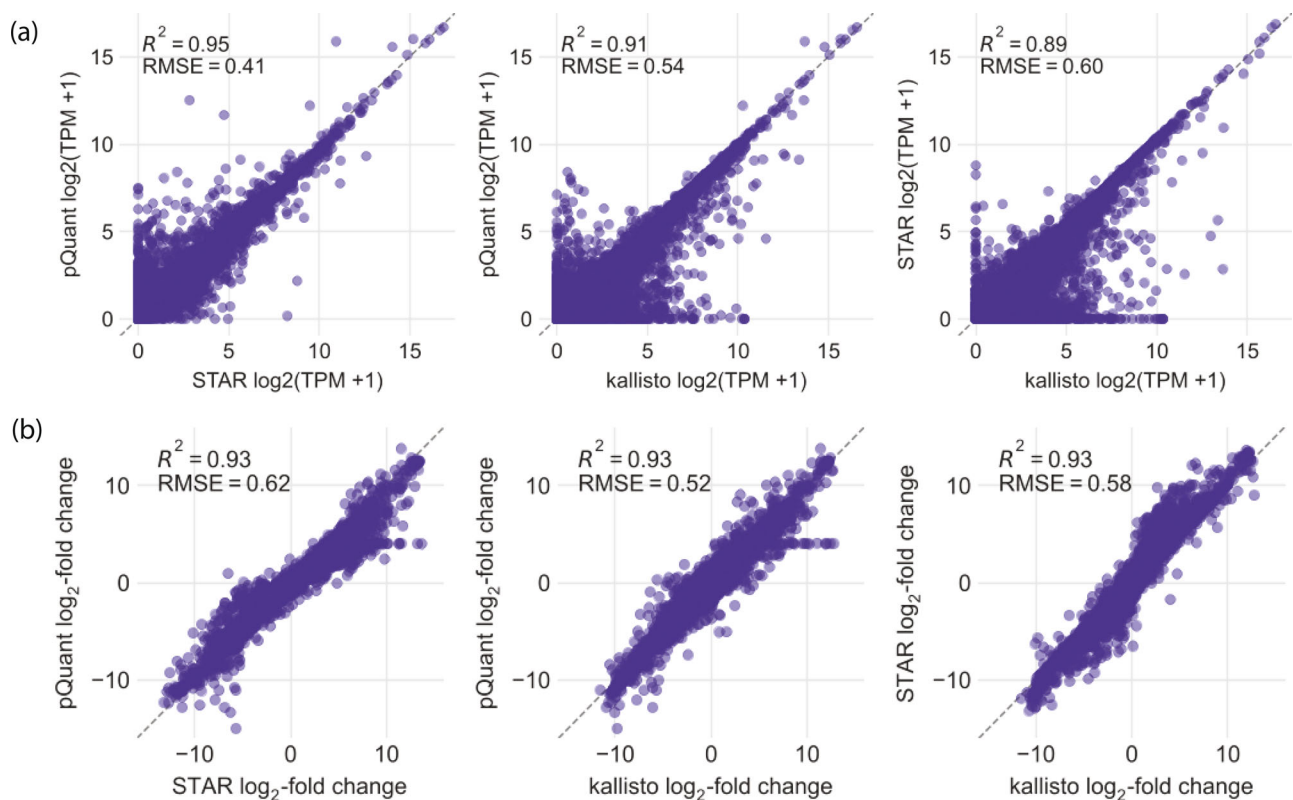 (a)
R² = 0.95
RMSE = 0.41
15
10
5
0
pQuant log2(TPM +1)
0 5 10 15
STAR log2(TPM +1)
R² = 0.91
RMSE = 0.54
15
10
5
0
pQuant log2(TPM +1)
0 5 10 15
kallisto log2(TPM +1)
R² = 0.89
RMSE = 0.60
15
10
5
0
STAR log2(TPM +1)
0 5 10 15
kallisto log2(TPM +1)
(b)
R² = 0.93
RMSE = 0.62
10
0
−10
pQuant log₂-fold change
−10 0 10
STAR log₂-fold change
R² = 0.93
RMSE = 0.52
10
0
−10
pQuant log₂-fold change
−10 0 10
kallisto log₂-fold change
R² = 0.93
RMSE = 0.58
10
0
−10
STAR log₂-fold change
−10 0 10
kallisto log₂-fold change